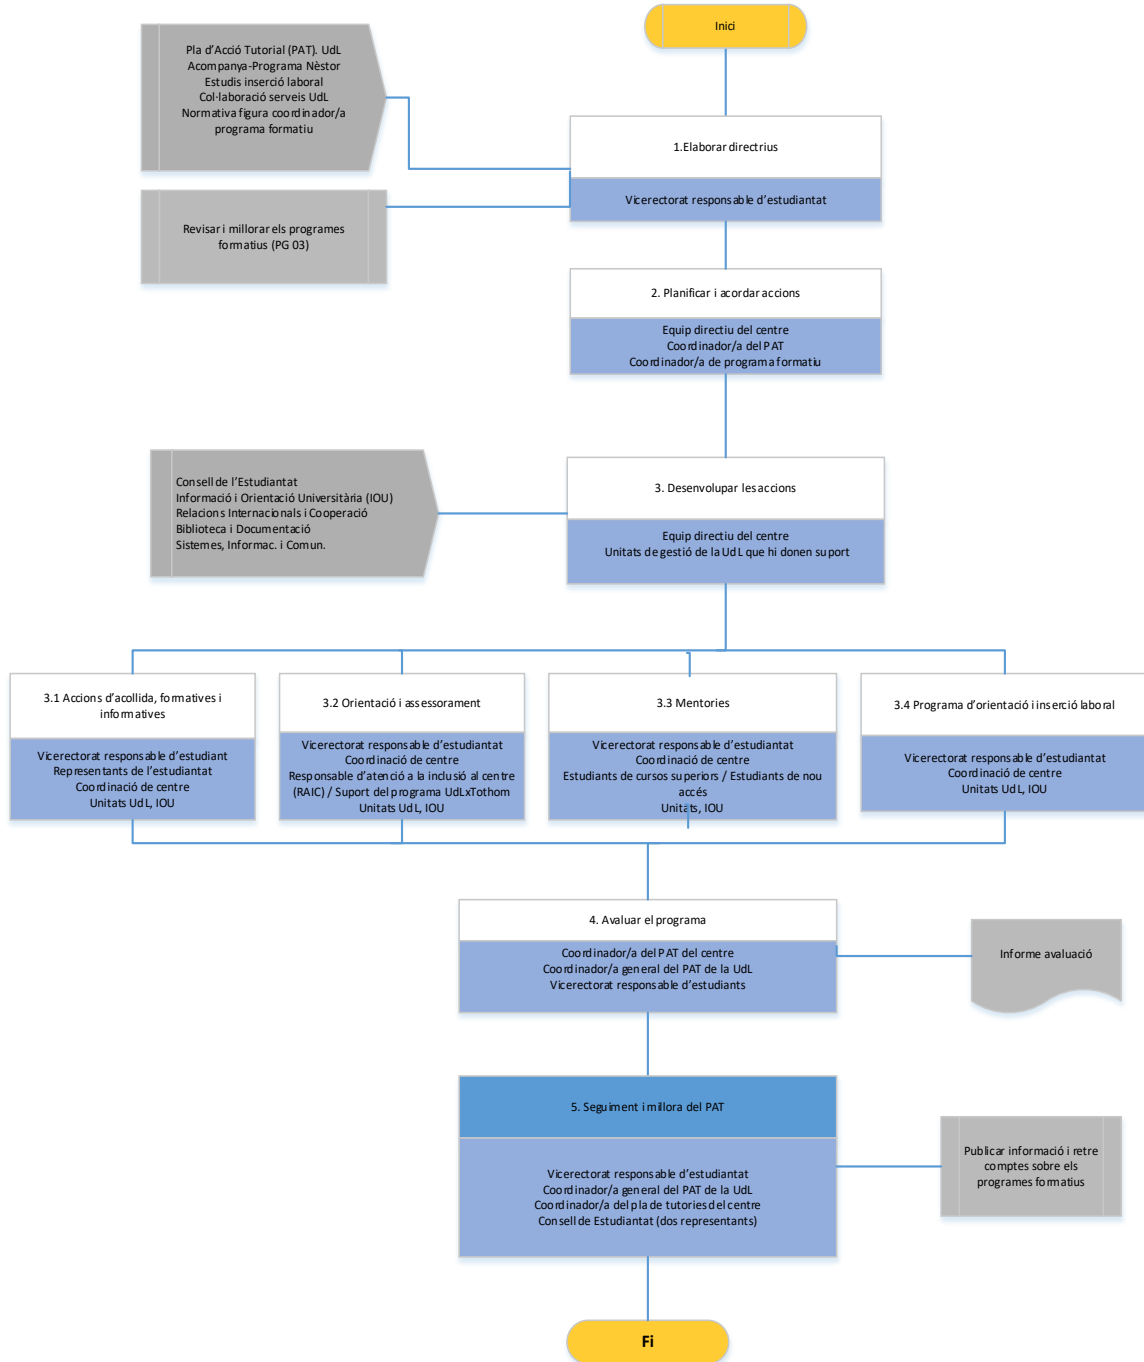 Inici
Pla d'Acció Tutorial (PAT). UdL
Acompanya-Programa Nèstor
Estudis inserció laboral
Col·laboració serveis UdL
Normativa figura coordinador/a
programa formatiu
1.Elaborar directrius
Vicerectorat responsable d'estudiantat
Revisar i millorar els programes
formatius (PG 03)
2. Planificar i acordar accions
Equip directiu del centre
Coordinador/a del PAT
Coordinador/a de programa formatiu
Consell de l'Estudiantat
Informació i Orientació Universitària (IOU)
Relacions Internacionals i Cooperació
Biblioteca i Documentació
Sistemes, Informac. i Comun.
3. Desenvolupar les accions
Equip directiu del centre
Unitats de gestió de la UdL que hi donen suport
3.1 Accions d'acollida, formatives i
informatives
Vicerectorat responsable d'estudiant
Representants de l'estudiantat
Coordinació de centre
Unitats UdL, IOU
3.2 Orientació i assessorament
Vicerectorat responsable d'estudiantat
Coordinació de centre
Responsable d'atenció a la inclusió al centre
(RAIC) / Suport del programa UdLxTothom
Unitats UdL, IOU
3.3 Mentories
Vicerectorat responsable d'estudiantat
Coordinació de centre
Estudiants de cursos superiors / Estudiants de nou
accés
Unitats, IOU
3.4 Programa d'orientació i inserció laboral
Vicerectorat responsable d'estudiantat
Coordinació de centre
Unitats UdL, IOU
4. Avaluar el programa
Coordinador/a del PAT del centre
Coordinador/a general del PAT de la UdL
Vicerectorat responsable d'estudiants
Informe avaluació
5. Seguiment i millora del PAT
Vicerectorat responsable d'estudiantat
Coordinador/a general del PAT de la UdL
Coordinador/a del pla de tutories del centre
Consell de Estudiantat (dos representants)
Publicar informació i retre
comptes sobre els
programes formatius
Fi